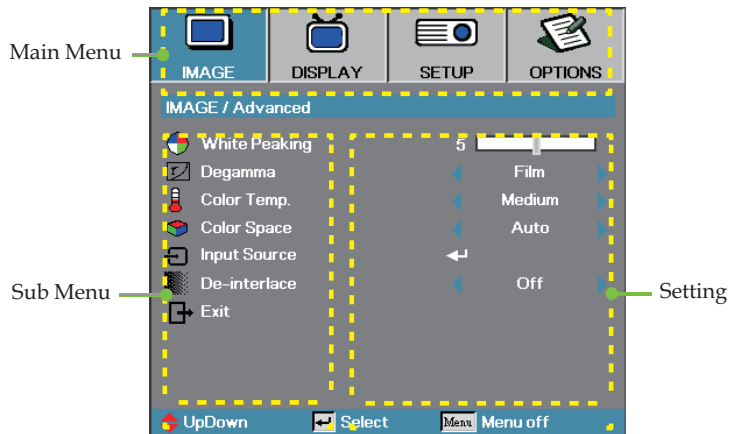 Main Menu
IMAGE DISPLAY SETUP OPTIONS
IMAGE / Advanced
White Peaking 5
Degamma Film
Color Temp. Medium
Color Space Auto
Input Source
De-interlace Off
Sub Menu
Setting
Exit
UpDown Select Menu Menu off